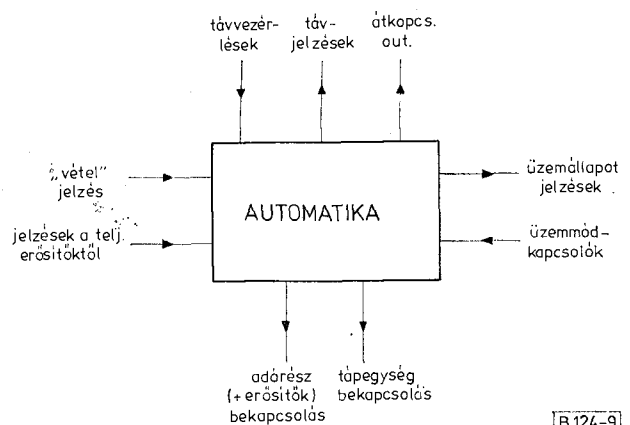 távvezér-
lések
táv-
jelzések
átkopcs.
out.
„vétel"
jelzés
jelzések a telj.
erősítőktől
AUTOMATIKA
üzemállapot
jelzések
üzemmód-
kapcsolók
adórész
(+erősítők)
bekapcsolás
tápegység
bekapcsolás
B 124-9